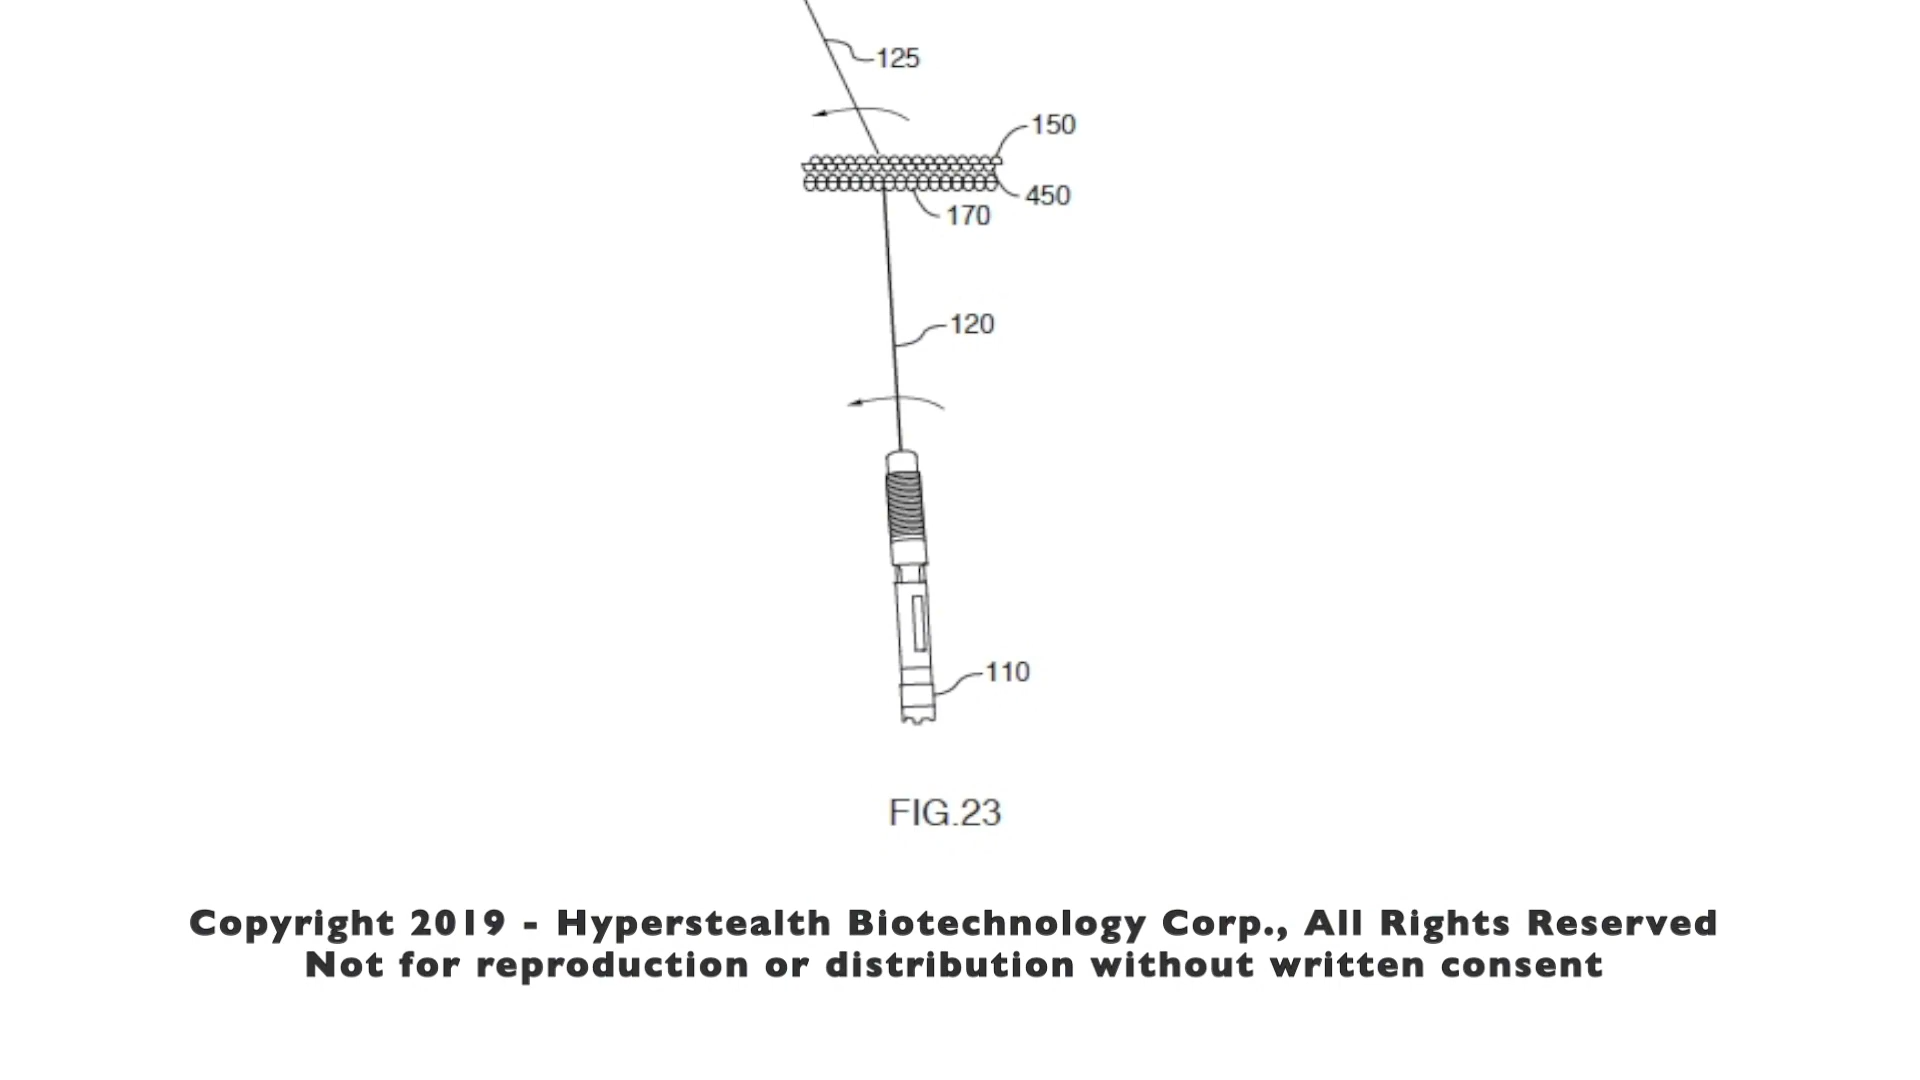 125
150
450
170
120
110
FIG.23
Copyright 2019 - Hyperstealth Biotechnology Corp., All Rights Reserved
Not for reproduction or distribution without written consent